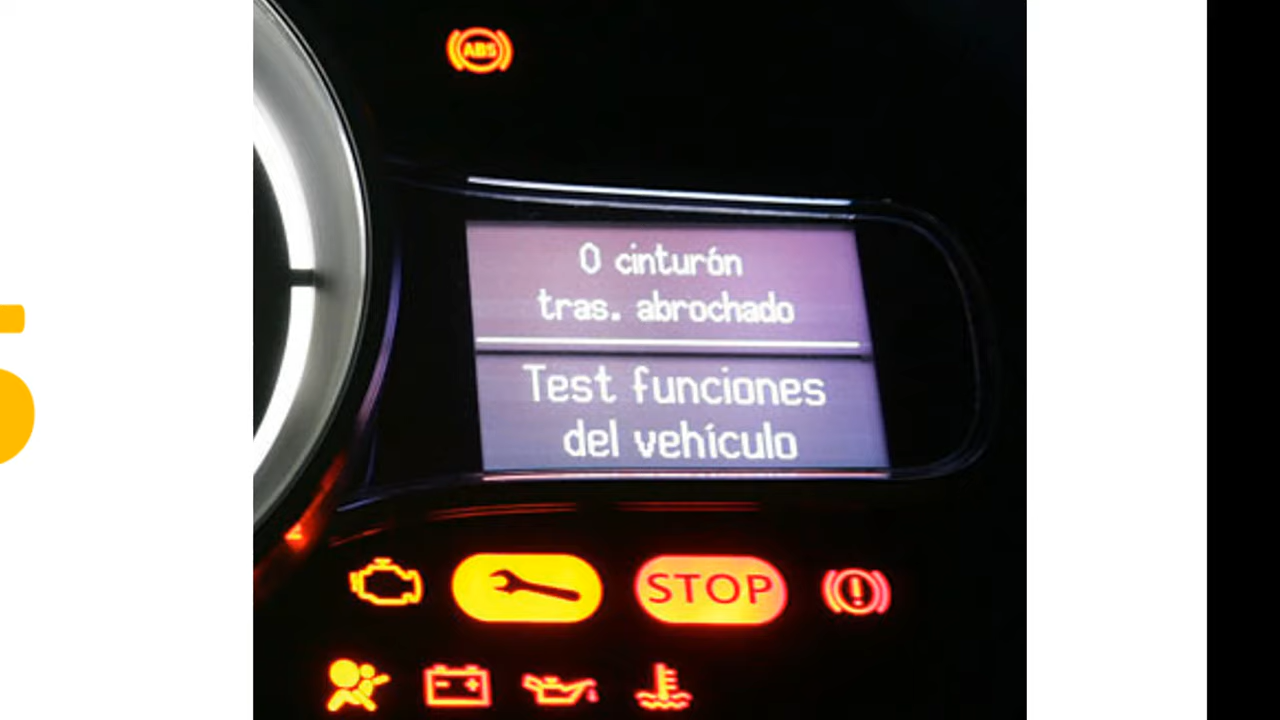 ABS
0 cinturón
tras. abrochado
Test funciones
del vehículo
STOP